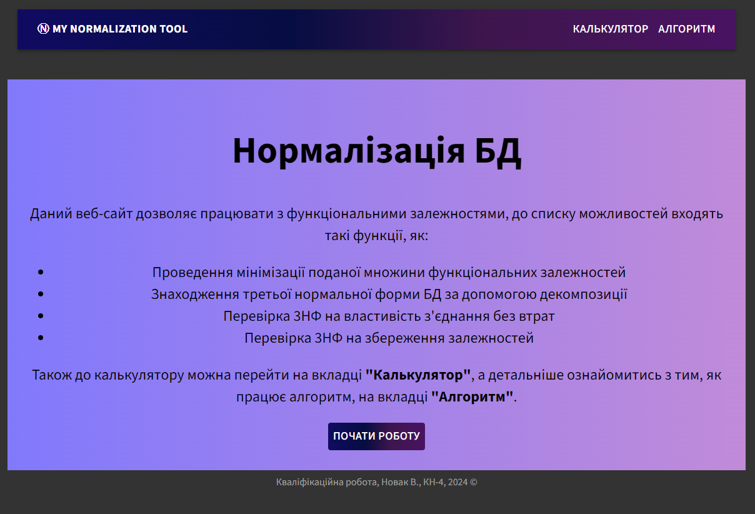 Ⓝ MY NORMALIZATION TOOL
КАЛЬКУЛЯТОР АЛГОРИТМ
Нормалізація БД
Даний веб-сайт дозволяє працювати з функціональними залежностями, до списку можливостей входять
такі функції, як:
Проведення мінімізації поданої множини функціональних залежностей
Знаходження третьої нормальної форми БД за допомогою декомпозиції
Перевірка 3НФ на властивість з'єднання без втрат
Перевірка 3НФ на збереження залежностей
Також до калькулятору можна перейти на вкладці "Калькулятор", а детальніше ознайомитись з тим, як
працює алгоритм, на вкладці "Алгоритм".
ПОЧАТИ РОБОТУ
Кваліфікаційна робота, Новак В., КН-4, 2024 ©